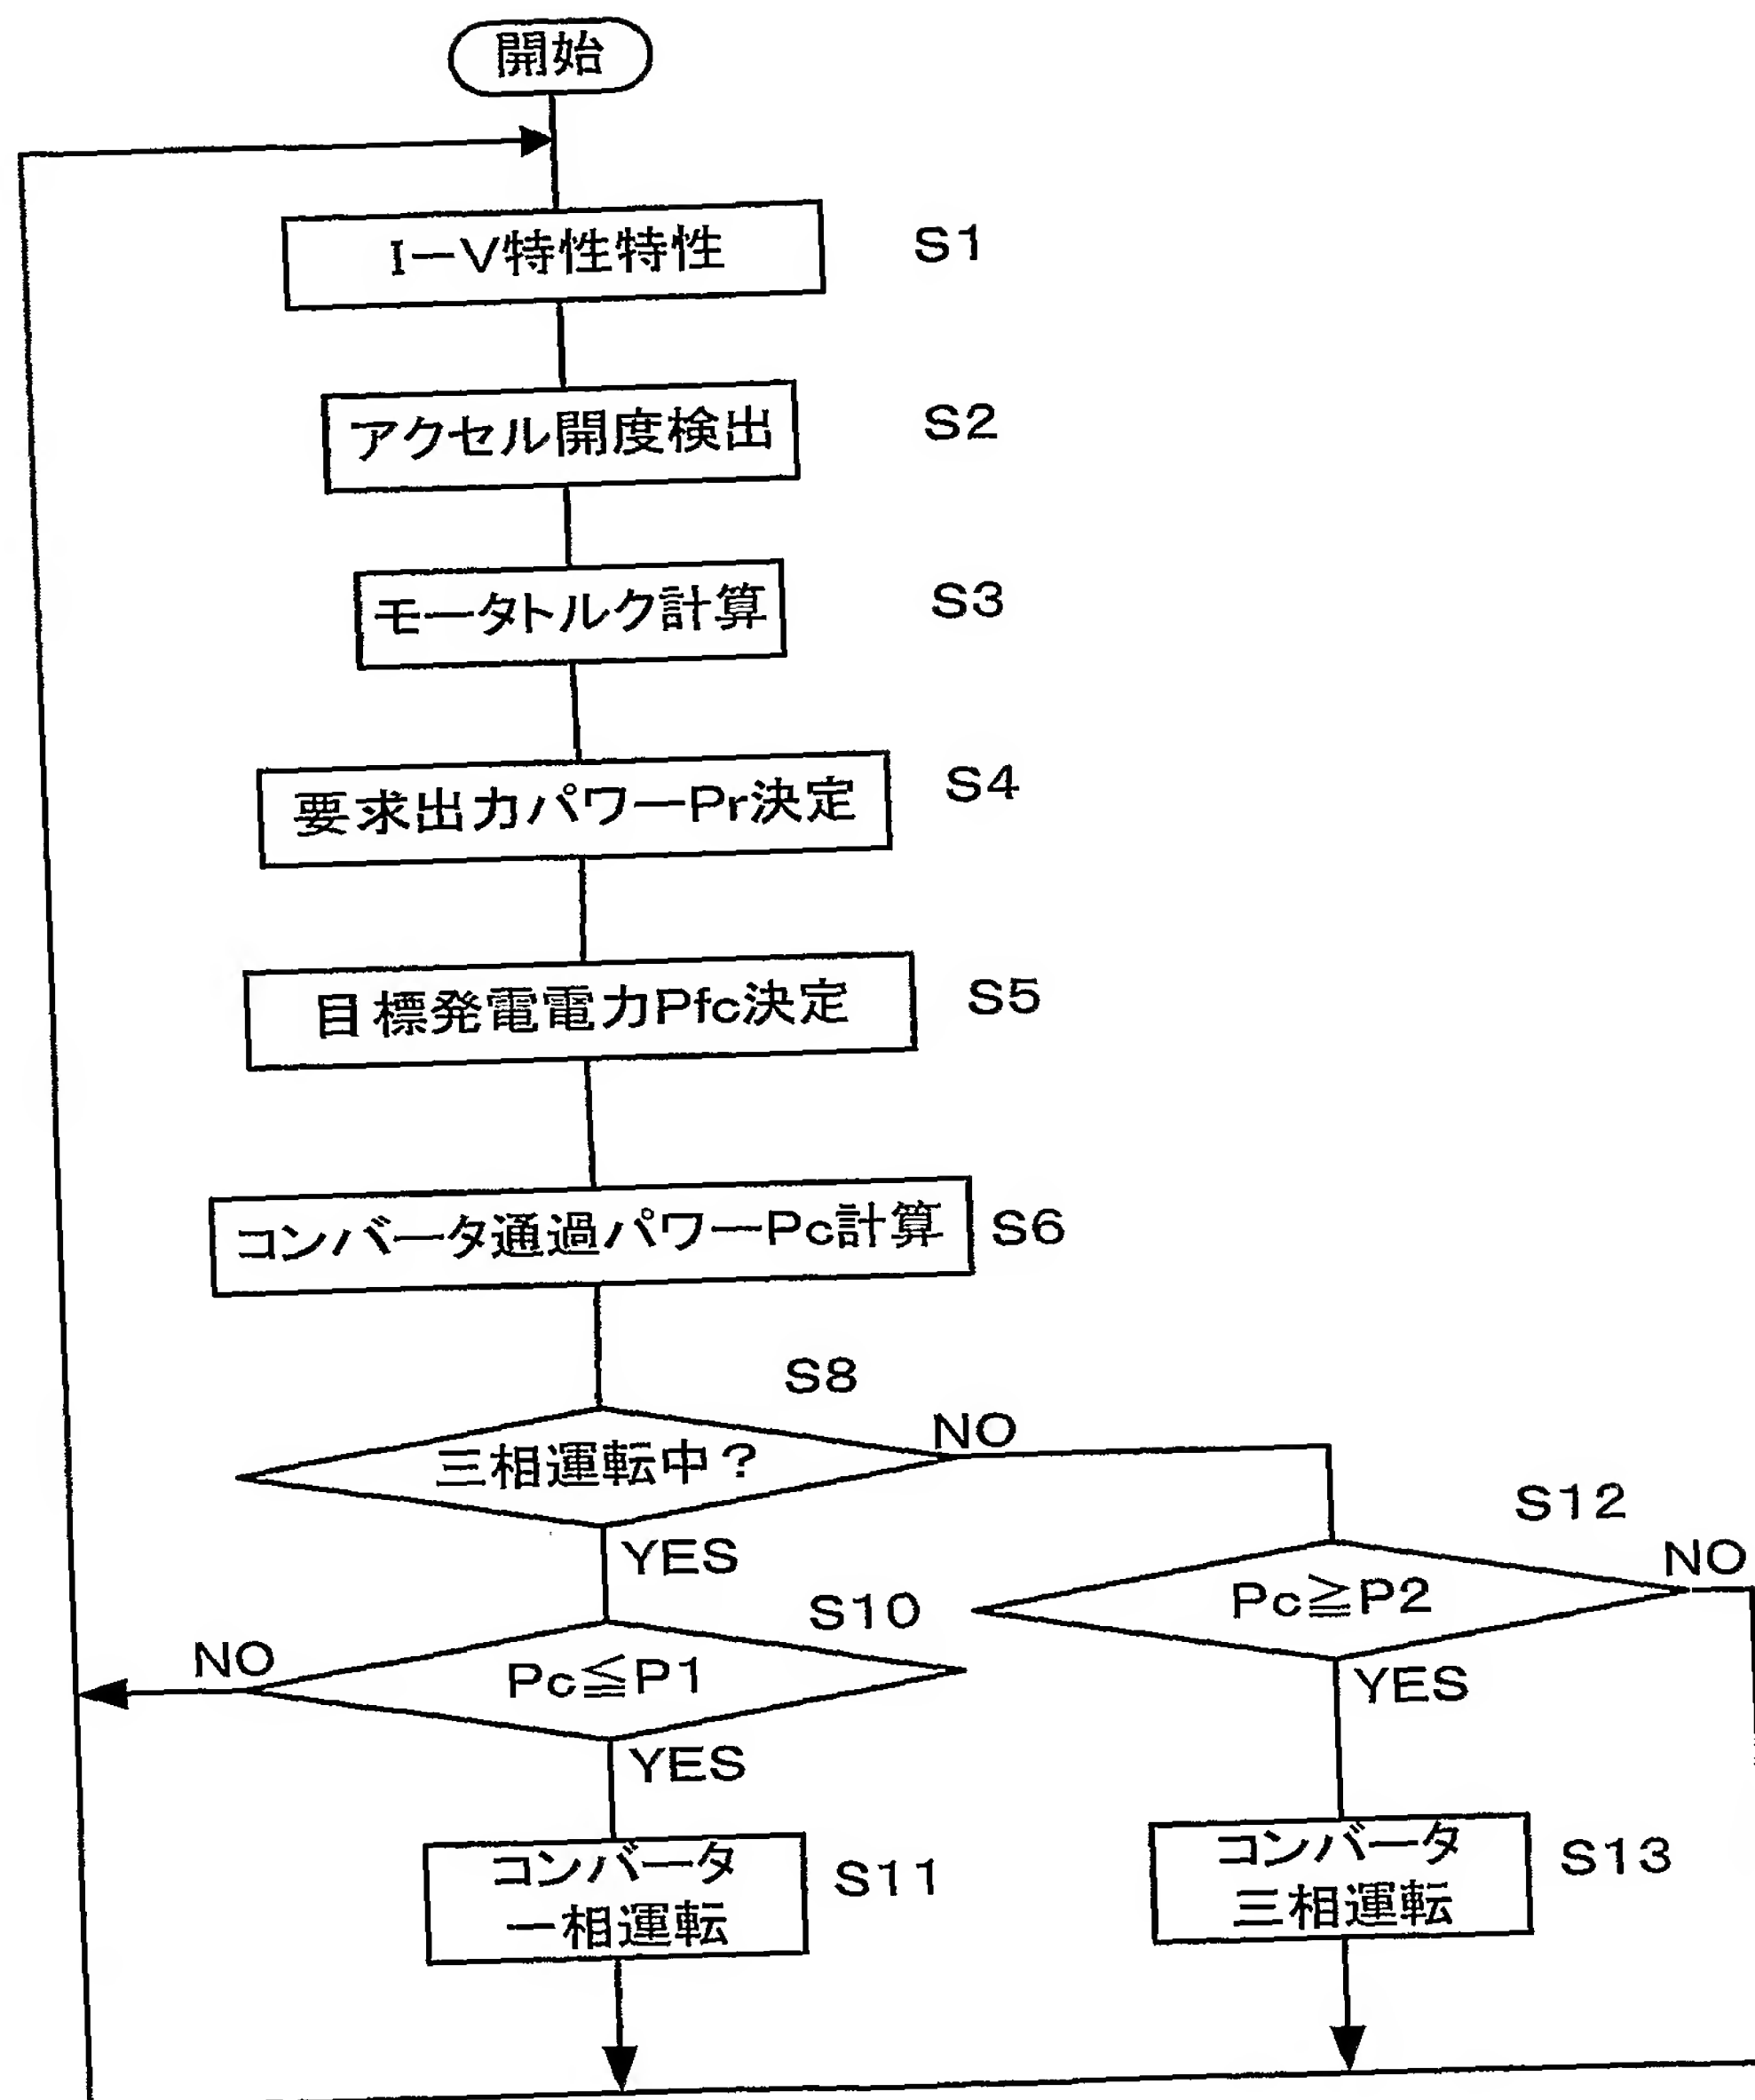 開始
I－V特性特性
S1
アクセル開度検出
S2
モータトルク計算
S3
要求出力パワーPr決定
S4
目標発電電力Pfc決定
S5
コンバータ通過パワーPc計算
S6
S8
三相運転中？
NO
YES
S12
Pc≧P2
NO
YES
S10
Pc≦P1
NO
YES
コンバータ
一相運転
S11
コンバータ
三相運転
S13